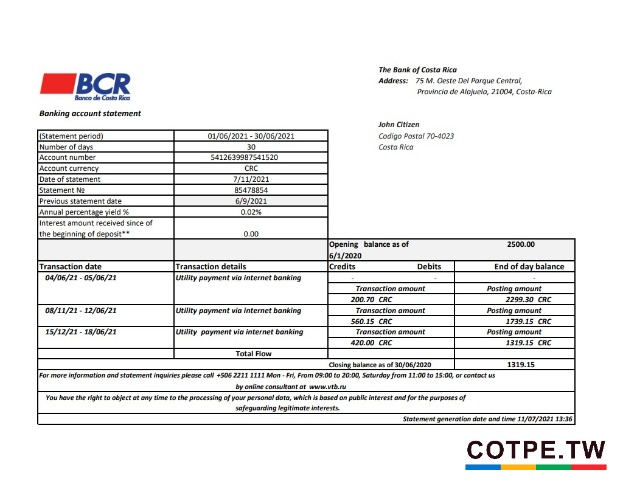 The Bank of Costa Rica
Address: 75 M. Oeste Del Parque Central,
Provincia de Alajuela, 21004, Costa-Rica
BCR
Banco de Costa Rica
Banking account statement
John Citizen
Codigo Postal 70-4023
Costa Rica
(Statement period) 01/06/2021 - 30/06/2021
Number of days 30
Account number 5412639987541520
Account currency CRC
Date of statement 7/11/2021
Statement № 85478854
Previous statement date 6/9/2021
Annual percentage yield % 0.02%
Interest amount received since of
the beginning of deposit** 0.00
Opening balance as of 2500.00
6/1/2020
Transaction date Transaction details Credits Debits End of day balance
04/06/21 - 05/06/21 Utility payment via internet banking - - -
Transaction amount Posting amount
200.70 CRC 2299.30 CRC
08/11/21 - 12/06/21 Utility payment via internet banking Transaction amount Posting amount
560.15 CRC 1739.15 CRC
15/12/21 - 18/06/21 Utility payment via internet banking Transaction amount Posting amount
420.00 CRC 1319.15 CRC
Total Flow
Closing balance as of 30/06/2020 1319.15
For more information and statement inquiries please call +506 2211 1111 Mon - Fri, From 09:00 to 20:00, Saturday from 11:00 to 15:00, or contact us
by online consultant at www.vtb.ru
You have the right to object at any time to the processing of your personal data, which is based on public interest and for the purposes of
safeguarding legitimate interests.
Statement generation date and time 11/07/2021 13:36
COTPE.TW